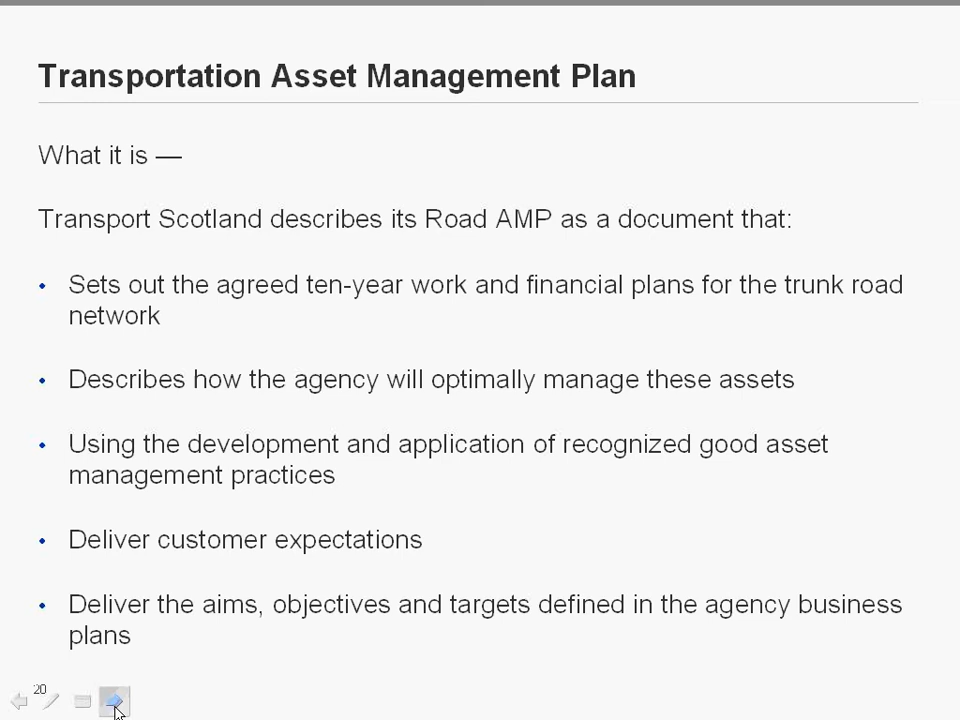 Transportation Asset Management Plan
What it is —
Transport Scotland describes its Road AMP as a document that:
• Sets out the agreed ten-year work and financial plans for the trunk road
network
• Describes how the agency will optimally manage these assets
• Using the development and application of recognized good asset
management practices
• Deliver customer expectations
• Deliver the aims, objectives and targets defined in the agency business
plans
20